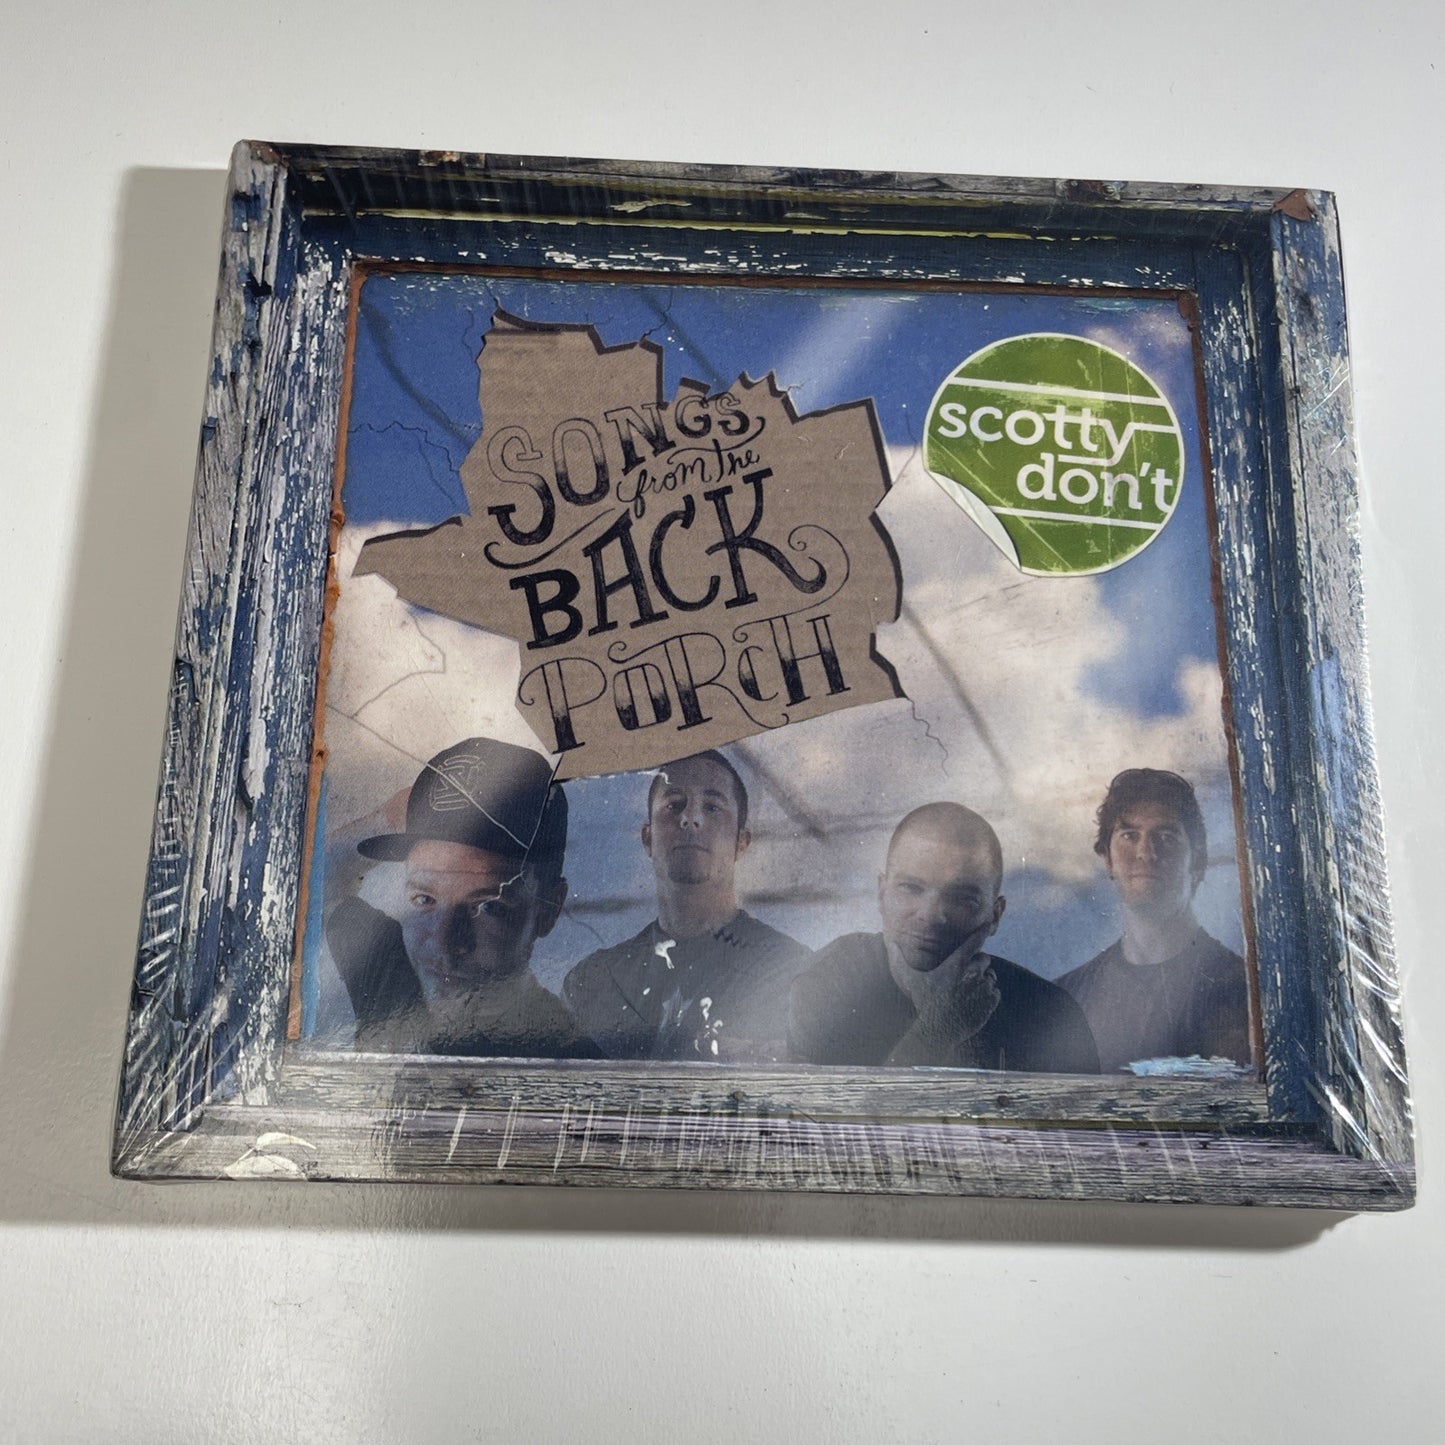 SONGS
from the
BACK
PORCH
scotty
don't